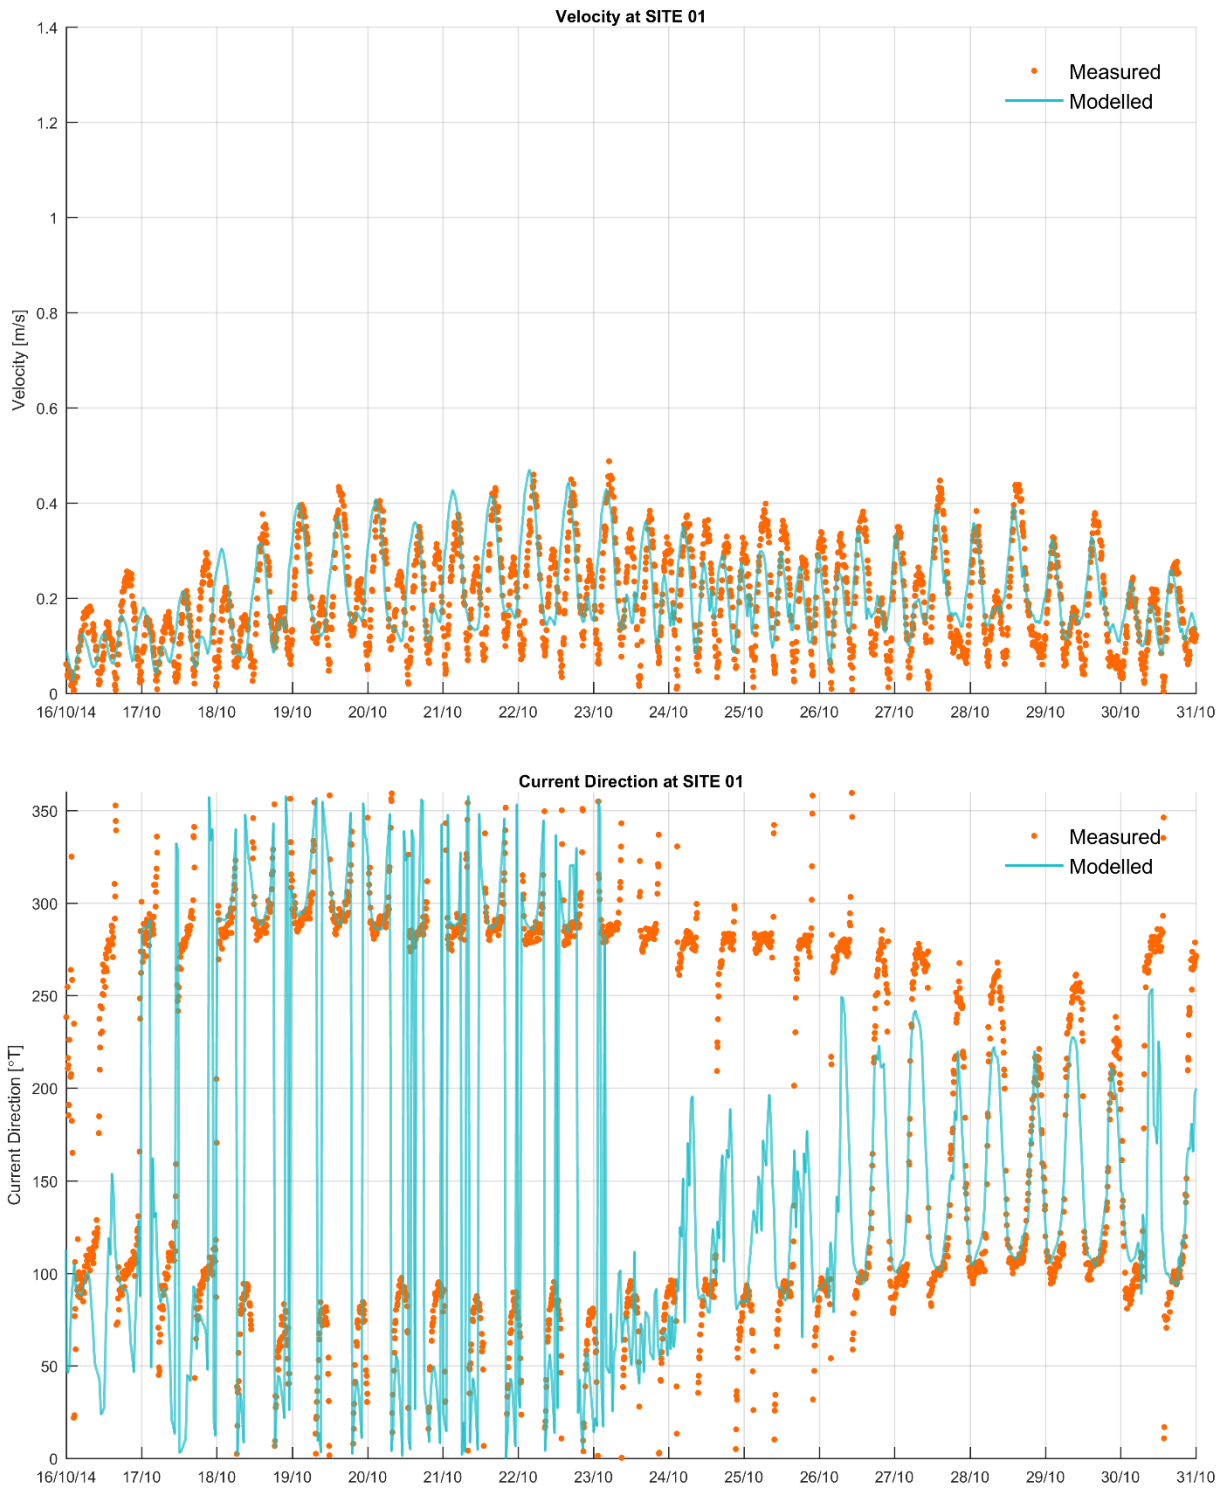 Velocity at SITE 01
1.4
1.2
1
0.8
0.6
0.4
0.2
0
Velocity [m/s]
Measured
Modelled
16/10/14 17/10 18/10 19/10 20/10 21/10 22/10 23/10 24/10 25/10 26/10 27/10 28/10 29/10 30/10 31/10
Current Direction at SITE 01
350
300
250
200
150
100
50
0
Current Direction [°T]
Measured
Modelled
16/10/14 17/10 18/10 19/10 20/10 21/10 22/10 23/10 24/10 25/10 26/10 27/10 28/10 29/10 30/10 31/10